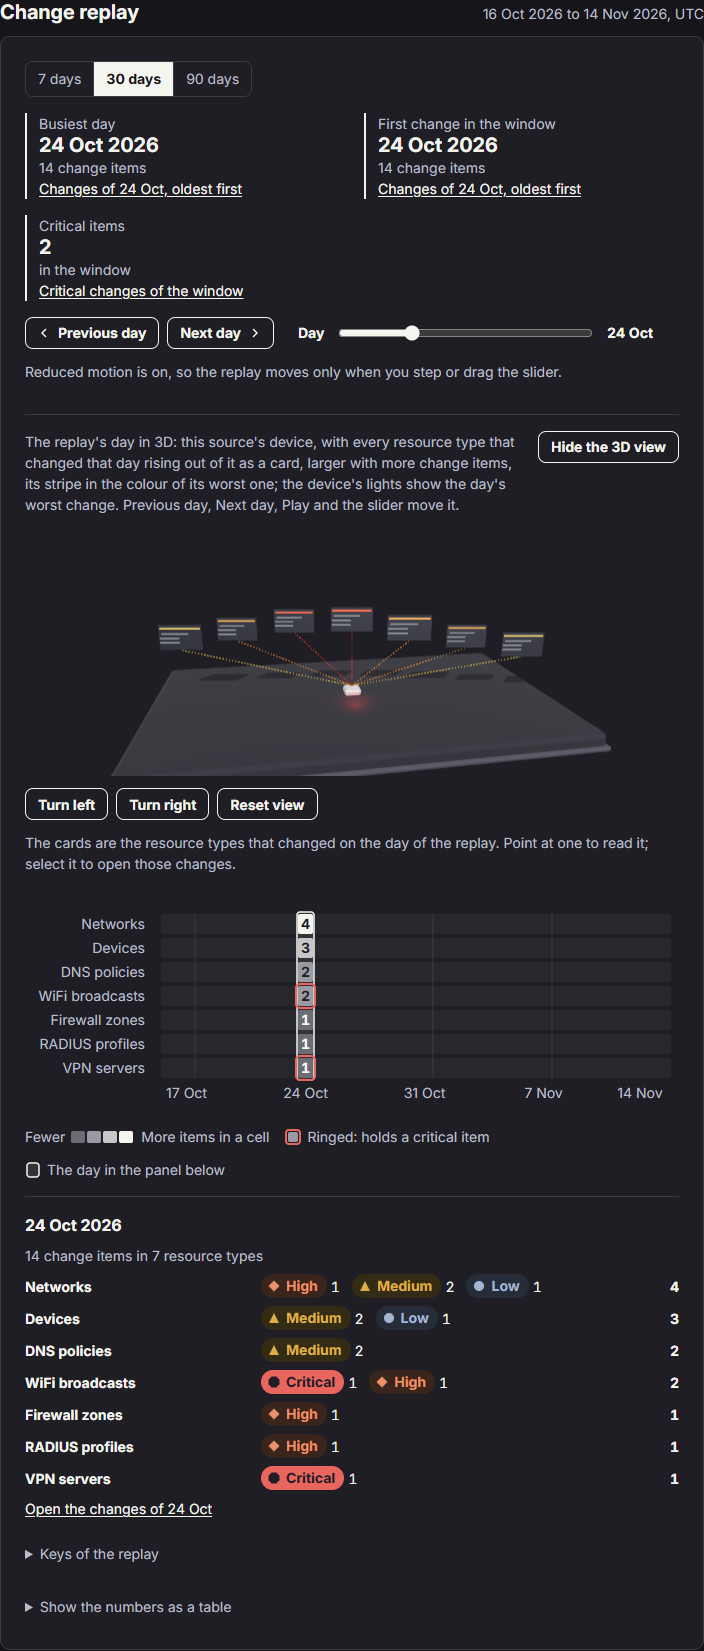 Change replay
16 Oct 2026 to 14 Nov 2026, UTC
7 days
30 days
90 days
Busiest day
24 Oct 2026
14 change items
Changes of 24 Oct, oldest first
First change in the window
24 Oct 2026
14 change items
Changes of 24 Oct, oldest first
Critical items
2
in the window
Critical changes of the window
Previous day
Next day
Day
24 Oct
Reduced motion is on, so the replay moves only when you step or drag the slider.
The replay's day in 3D: this source's device, with every resource type that
changed that day rising out of it as a card, larger with more change items,
its stripe in the colour of its worst one; the device's lights show the day's
worst change. Previous day, Next day, Play and the slider move it.
Hide the 3D view
Turn left
Turn right
Reset view
The cards are the resource types that changed on the day of the replay. Point at one to read it;
select it to open those changes.
Networks 4
Devices 3
DNS policies 2
WiFi broadcasts 2
Firewall zones 1
RADIUS profiles 1
VPN servers 1
17 Oct 24 Oct 31 Oct 7 Nov 14 Nov
Fewer More items in a cell Ringed: holds a critical item
The day in the panel below
24 Oct 2026
14 change items in 7 resource types
Networks High 1 Medium 2 Low 1 4
Devices Medium 2 Low 1 3
DNS policies Medium 2 2
WiFi broadcasts Critical 1 High 1 2
Firewall zones High 1 1
RADIUS profiles High 1 1
VPN servers Critical 1 1
Open the changes of 24 Oct
Keys of the replay
Show the numbers as a table